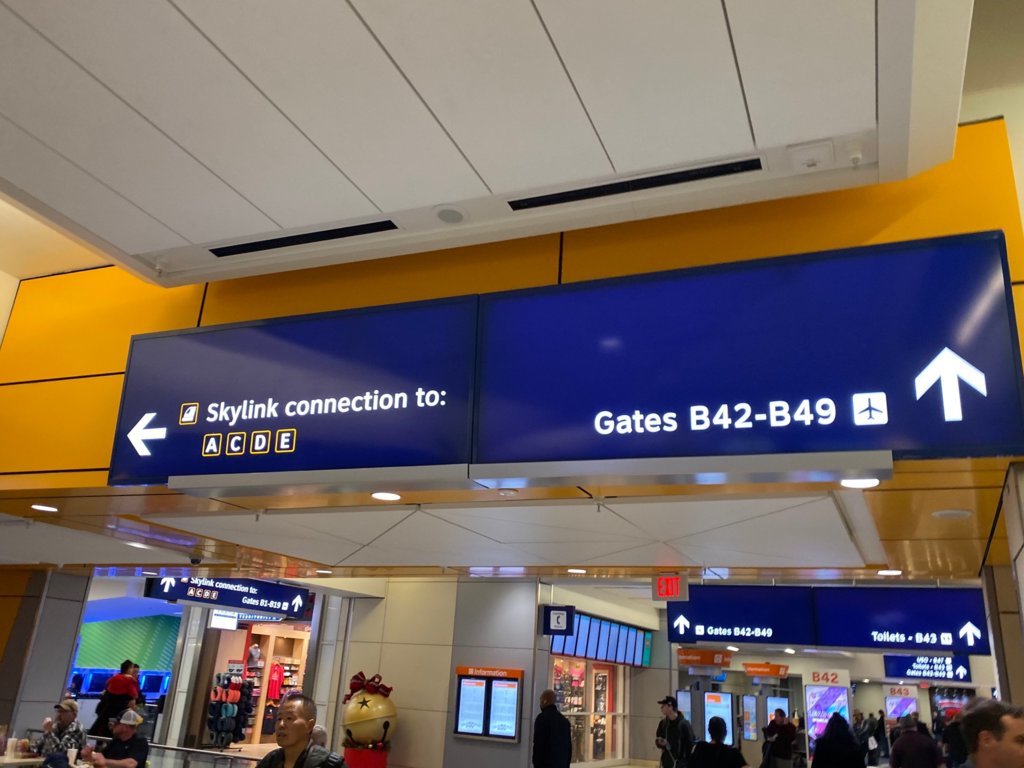 Skylink connection to:
A C D E
Gates B42-B49
Skylink connection to:
A C D E
Gates B1-B19
EXIT
Gates B42-B49
Toilets - B43
Information
B42
B43